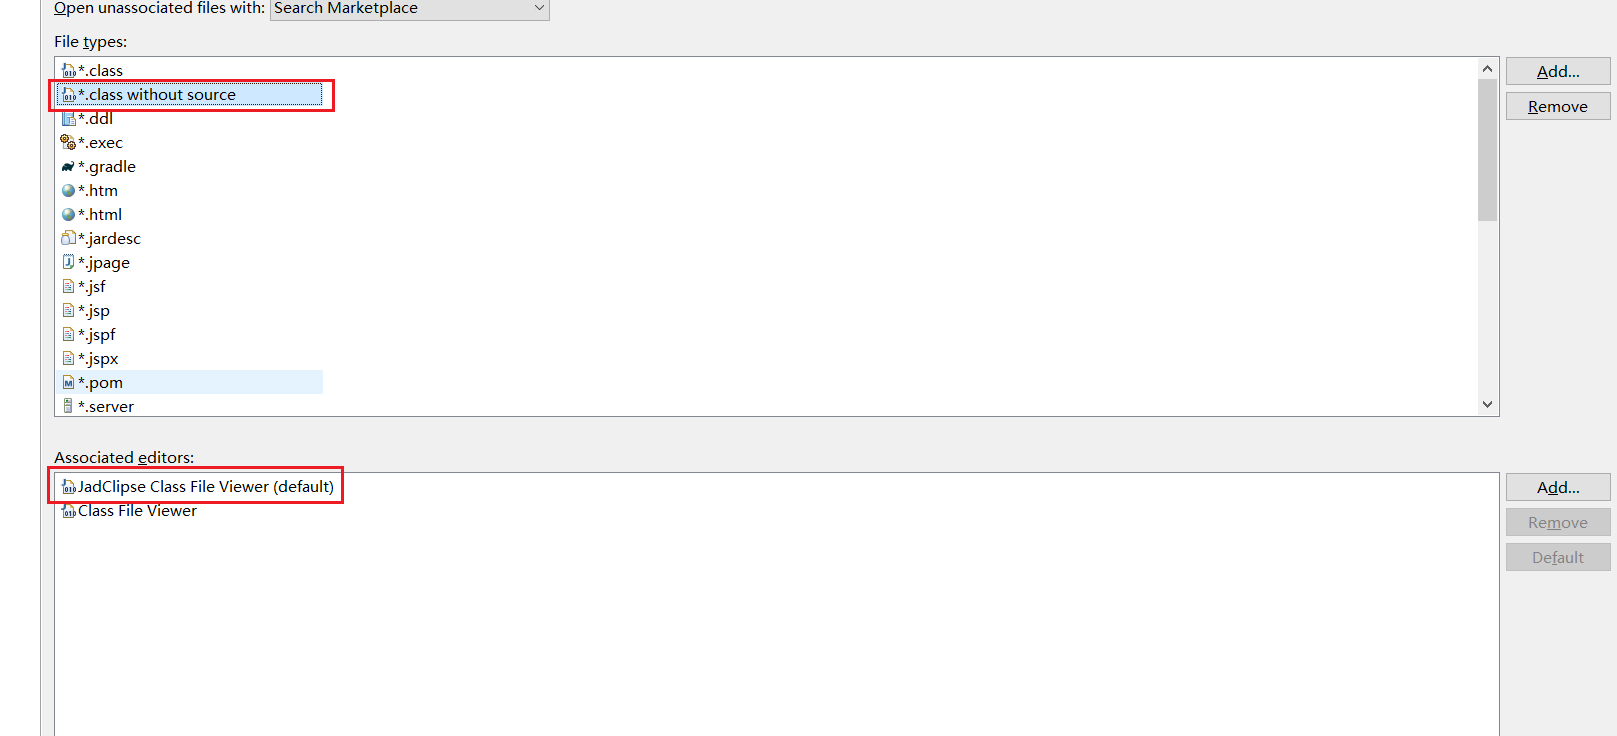 Open unassociated files with: Search Marketplace
File types:
*.class
*.class without source
*.ddl
*.exec
*.gradle
*.htm
*.html
*.jardesc
*.jpage
*.jsf
*.jsp
*.jspf
*.jspx
*.pom
*.server
Add...
Remove
Associated editors:
JadClipse Class File Viewer (default)
Class File Viewer
Add...
Remove
Default